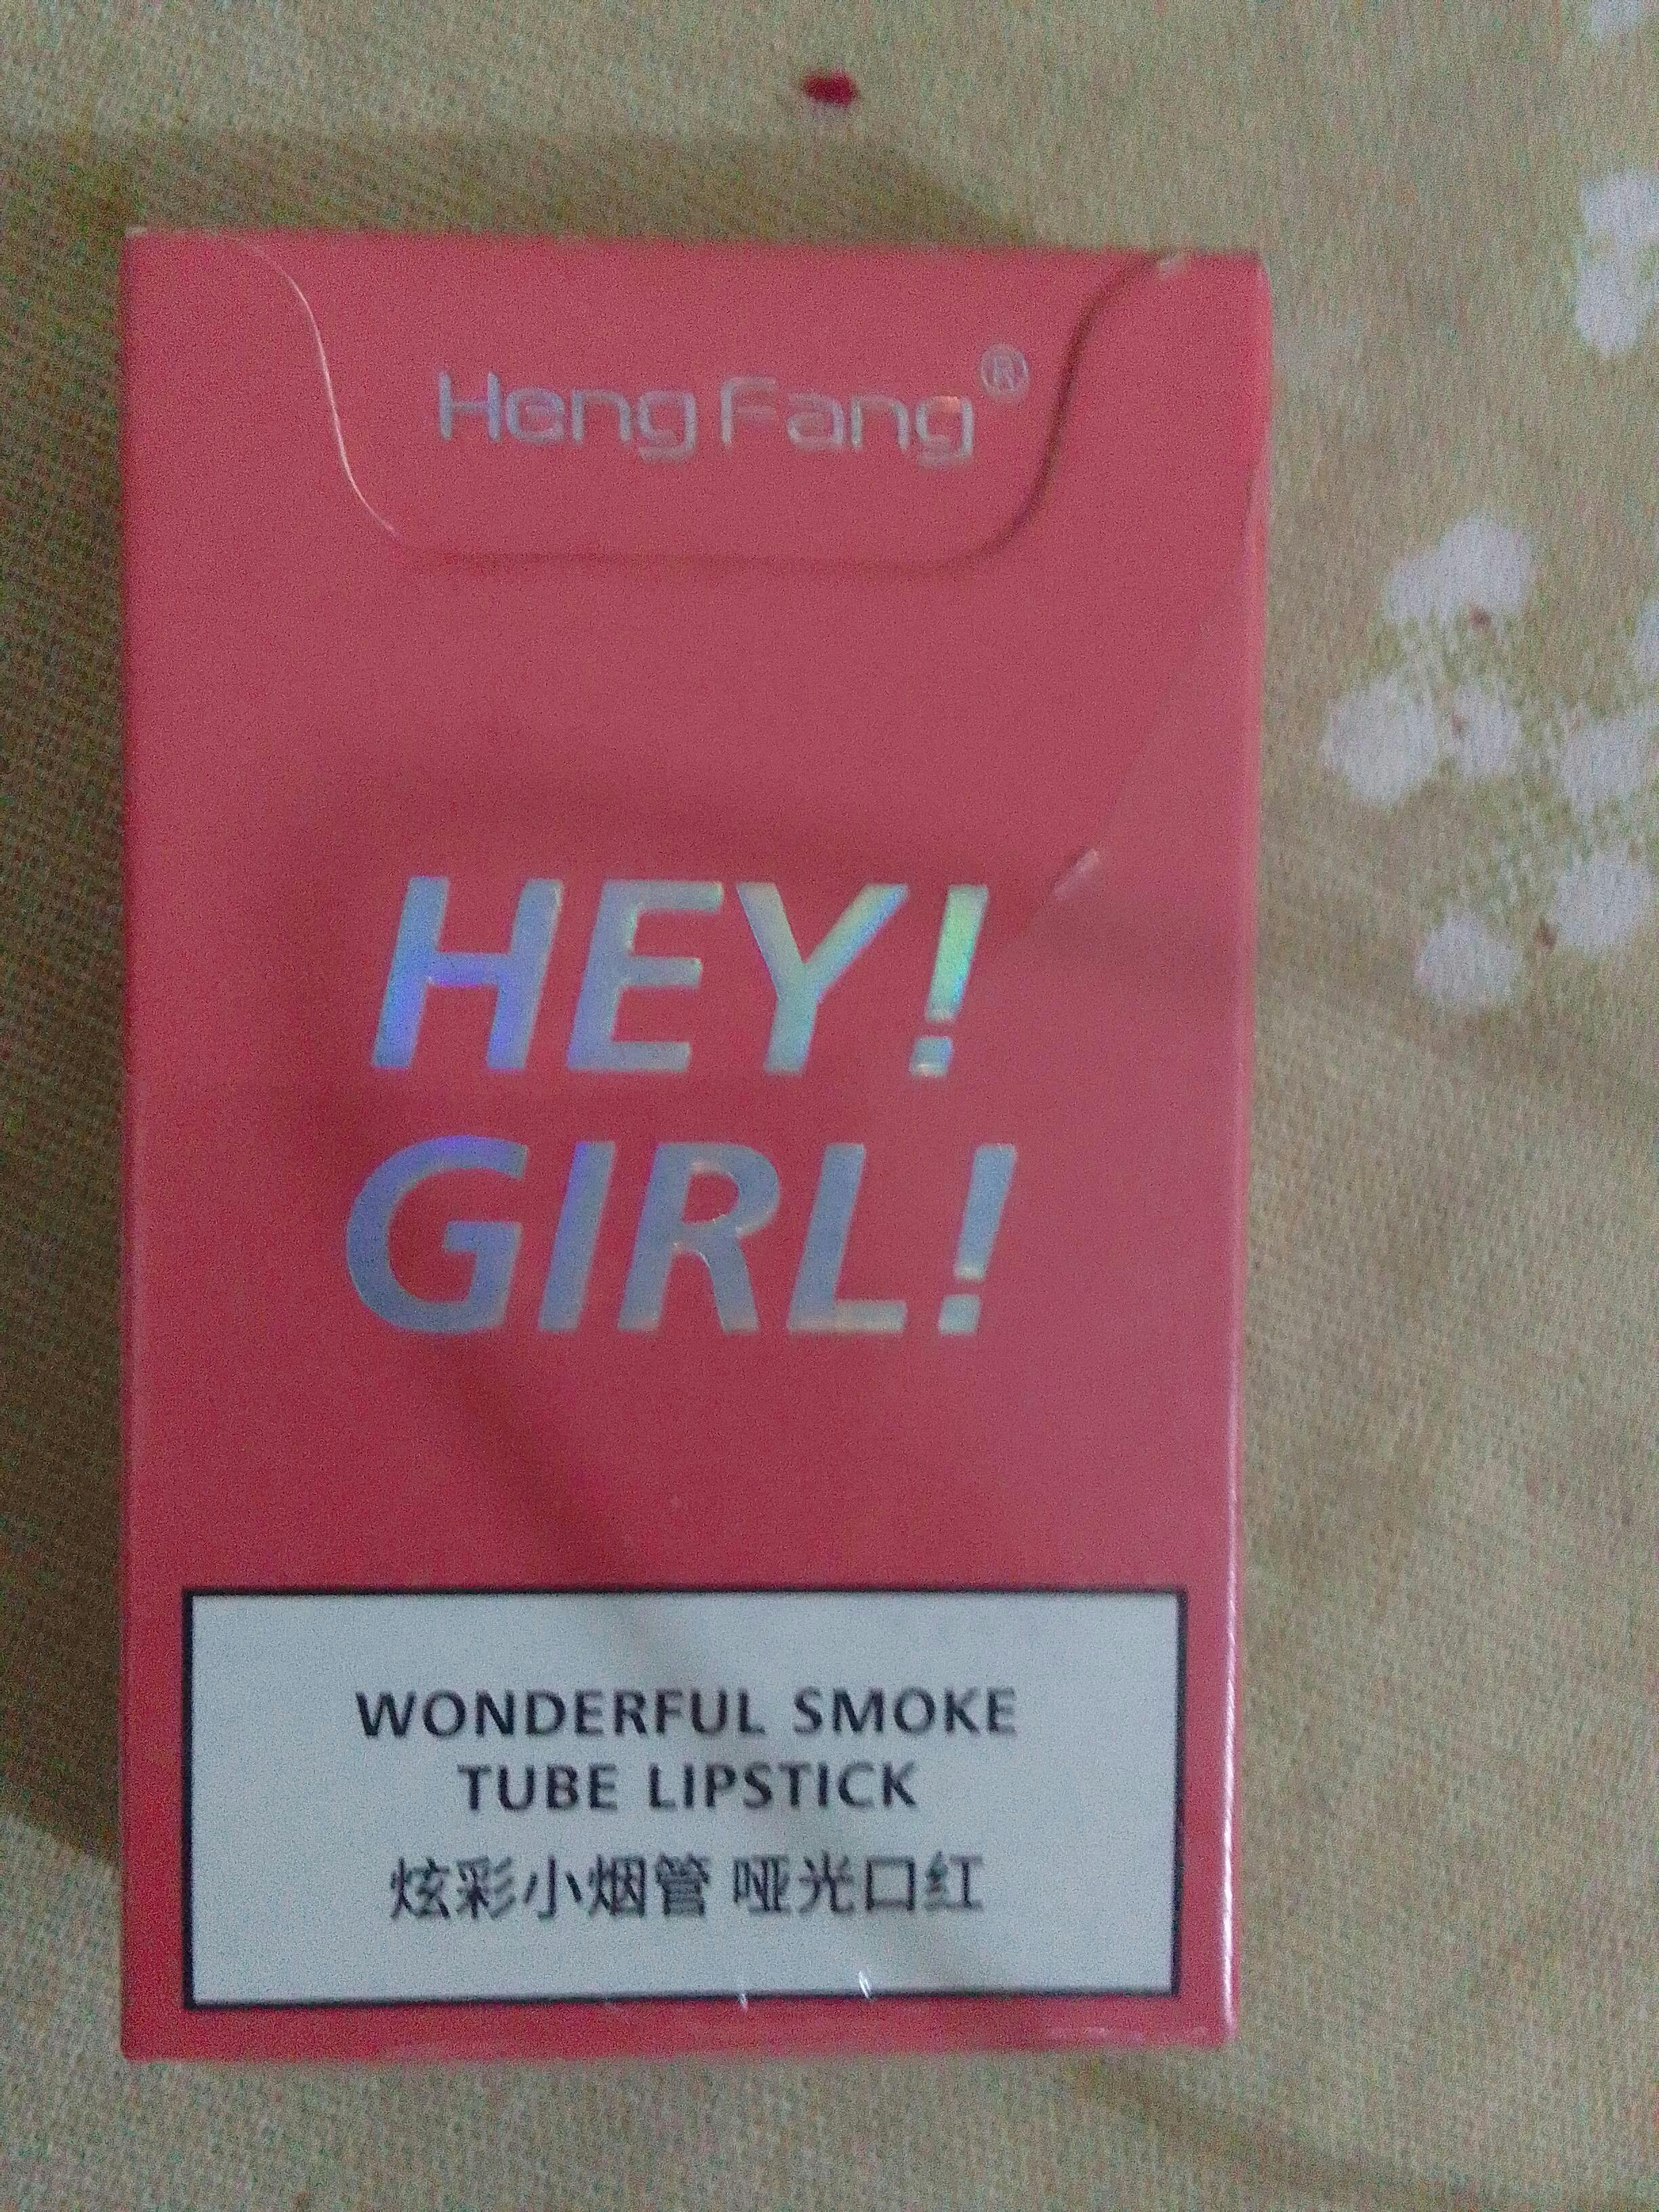 Heng Fang®
HEY!
GIRL!
WONDERFUL SMOKE
TUBE LIPSTICK
炫彩小烟管 哑光口红